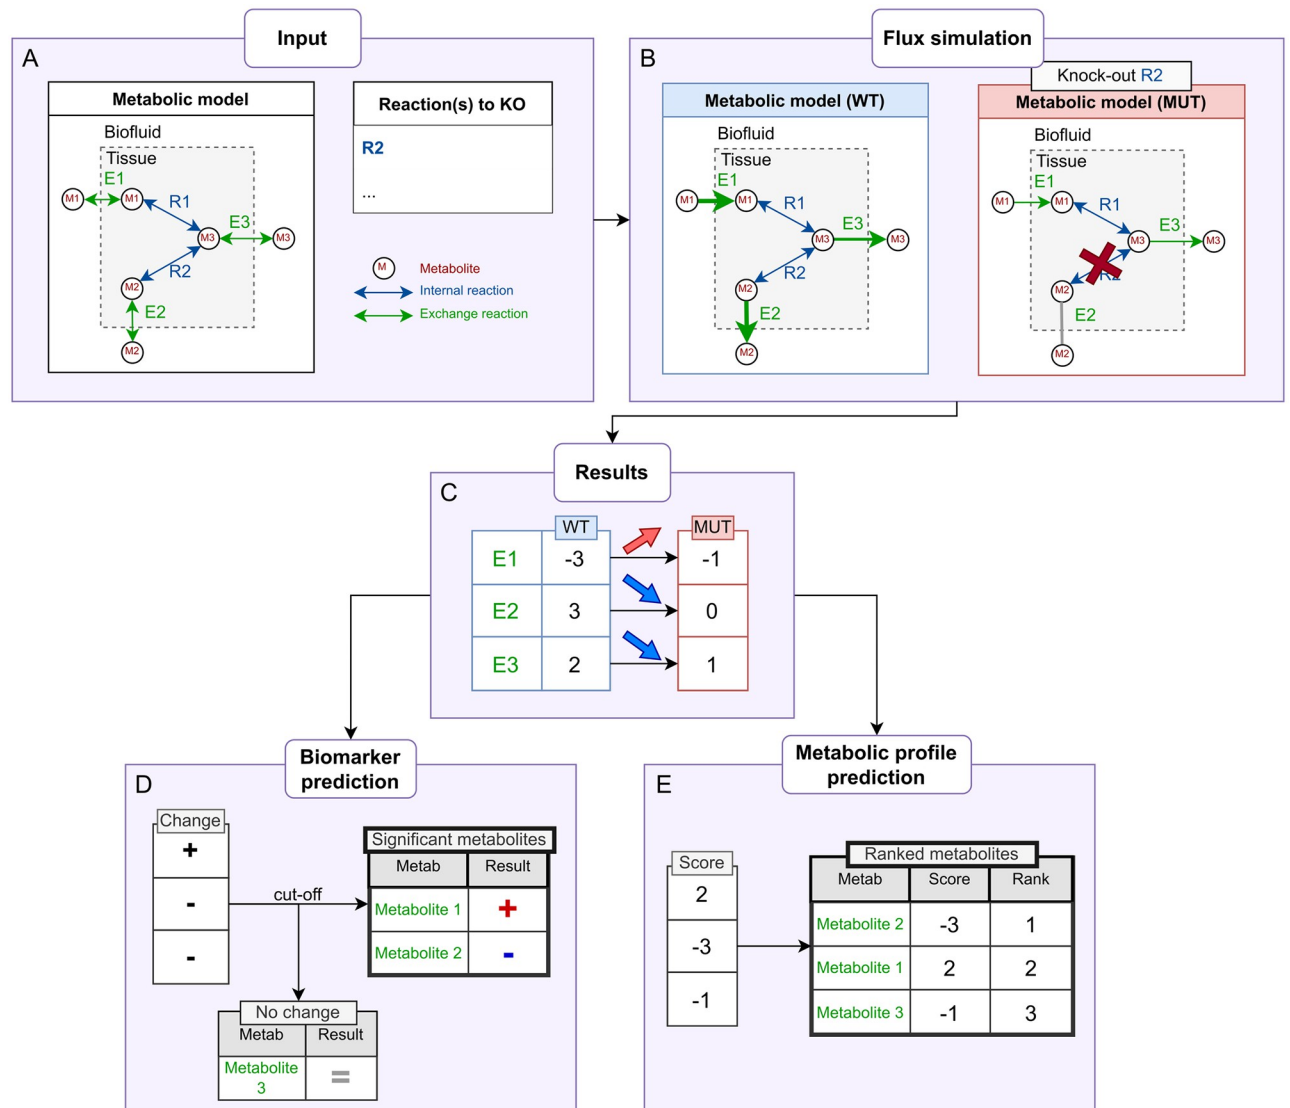 Input
A
Metabolic model
Biofluid
Tissue
E1
M1
M1
R1
E3
M3
M3
R2
M2
E2
M2
Reaction(s) to KO
R2
...
M
Metabolite
Internal reaction
Exchange reaction
Flux simulation
B
Metabolic model (WT)
Biofluid
Tissue
E1
M1
M1
R1
E3
M3
M3
R2
M2
E2
M2
Knock-out R2
Metabolic model (MUT)
Biofluid
Tissue
E1
M1
M1
R1
E3
M3
M3
R2
M2
E2
M2
Results
C
WT
MUT
E1 -3 -1
E2 3 0
E3 2 1
Biomarker
prediction
D
Change
+
-
-
cut-off
Significant metabolites
Metab Result
Metabolite 1 +
Metabolite 2 -
No change
Metab Result
Metabolite
3
=
Metabolic profile
prediction
E
Score
2
-3
-1
Ranked metabolites
Metab Score Rank
Metabolite 2 -3 1
Metabolite 1 2 2
Metabolite 3 -1 3